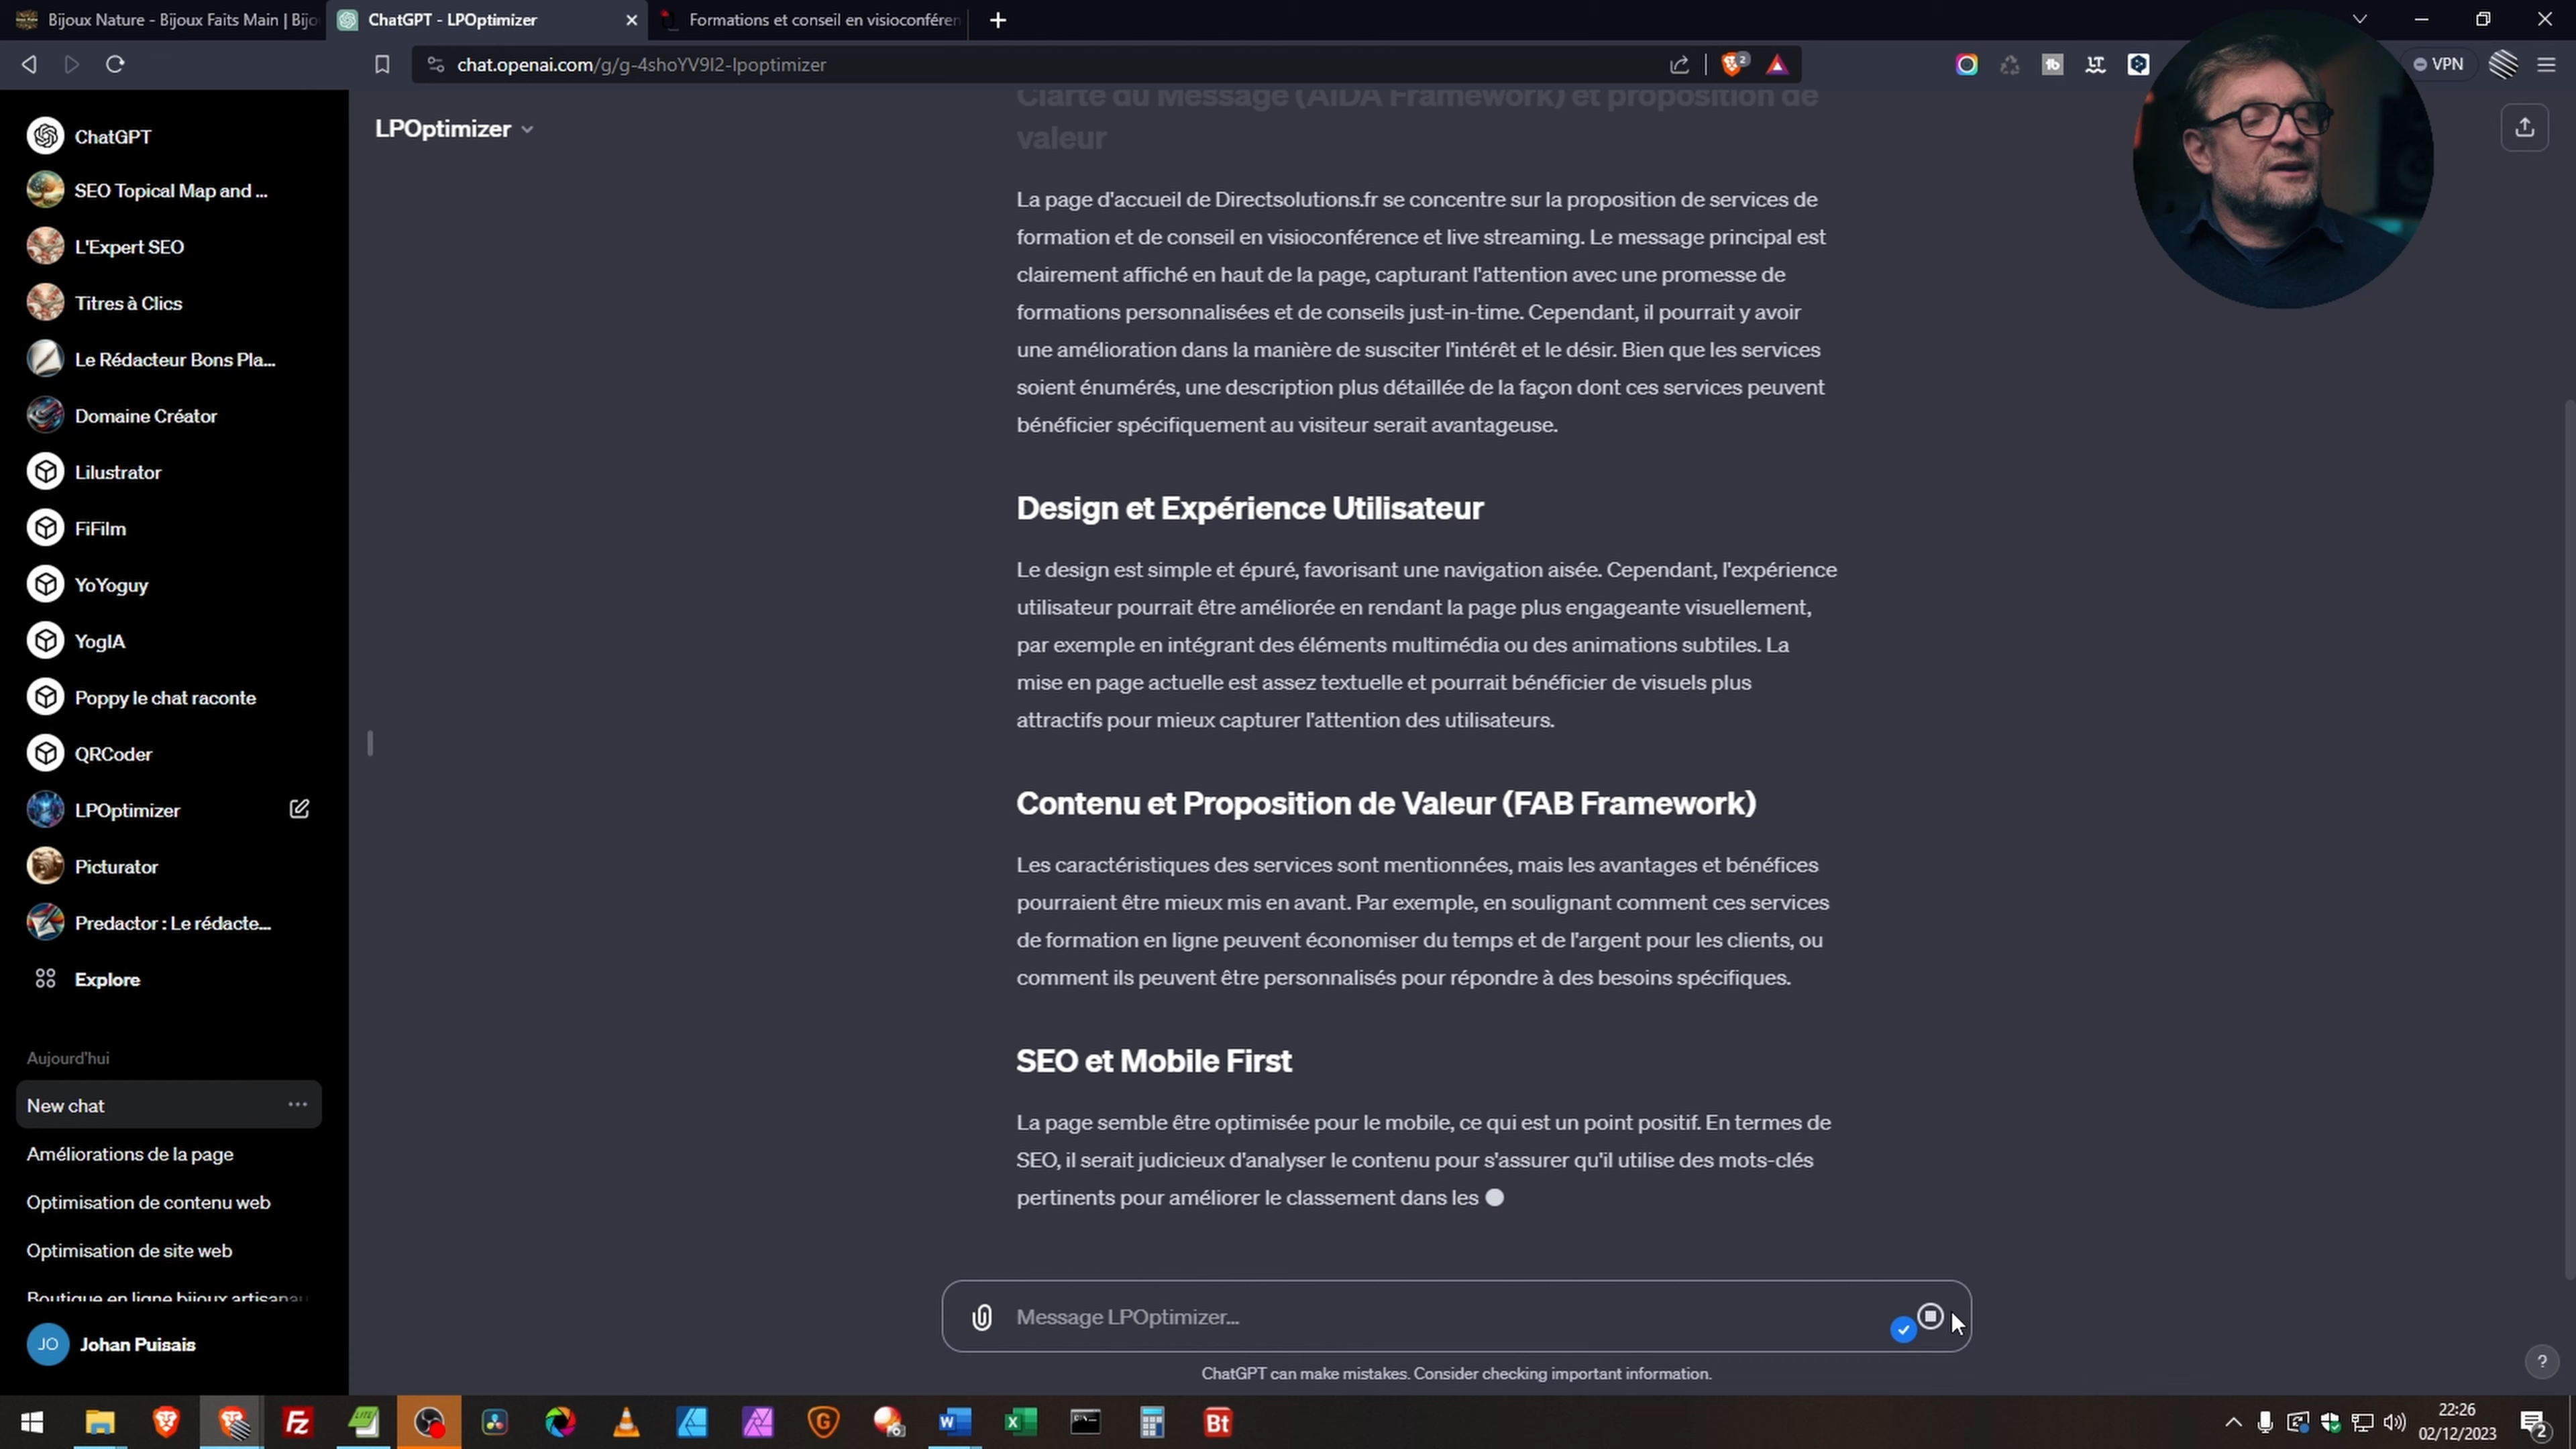 Bijoux Nature - Bijoux Faits Main | Bijo
ChatGPT - LPOptimizer
Formations et conseil en visioconféren
chat.openai.com/g/g-4shoYV9I2-lpoptimizer
2
VPN
ChatGPT
SEO Topical Map and ...
L'Expert SEO
Titres à Clics
Le Rédacteur Bons Pla...
Domaine Créator
Lilustrator
FiFilm
YoYoguy
YogIA
Poppy le chat raconte
QRCoder
LPOptimizer
Picturator
Predactor : Le rédacte...
Explore
Aujourd'hui
New chat
Améliorations de la page
Optimisation de contenu web
Optimisation de site web
Boutique en ligne bijoux artisanau
JO
Johan Puisais
LPOptimizer
Clarté du Message (AIDA Framework) et proposition de
valeur
La page d'accueil de Directsolutions.fr se concentre sur la proposition de services de
formation et de conseil en visioconférence et live streaming. Le message principal est
clairement affiché en haut de la page, capturant l'attention avec une promesse de
formations personnalisées et de conseils just-in-time. Cependant, il pourrait y avoir
une amélioration dans la manière de susciter l'intérêt et le désir. Bien que les services
soient énumérés, une description plus détaillée de la façon dont ces services peuvent
bénéficier spécifiquement au visiteur serait avantageuse.
Design et Expérience Utilisateur
Le design est simple et épuré, favorisant une navigation aisée. Cependant, l'expérience
utilisateur pourrait être améliorée en rendant la page plus engageante visuellement,
par exemple en intégrant des éléments multimédia ou des animations subtiles. La
mise en page actuelle est assez textuelle et pourrait bénéficier de visuels plus
attractifs pour mieux capturer l'attention des utilisateurs.
Contenu et Proposition de Valeur (FAB Framework)
Les caractéristiques des services sont mentionnées, mais les avantages et bénéfices
pourraient être mieux mis en avant. Par exemple, en soulignant comment ces services
de formation en ligne peuvent économiser du temps et de l'argent pour les clients, ou
comment ils peuvent être personnalisés pour répondre à des besoins spécifiques.
SEO et Mobile First
La page semble être optimisée pour le mobile, ce qui est un point positif. En termes de
SEO, il serait judicieux d'analyser le contenu pour s'assurer qu'il utilise des mots-clés
pertinents pour améliorer le classement dans les
Message LPOptimizer...
ChatGPT can make mistakes. Consider checking important information.
?
Fz
LITE
G
W
X
Bt
22:26
02/12/2023
2